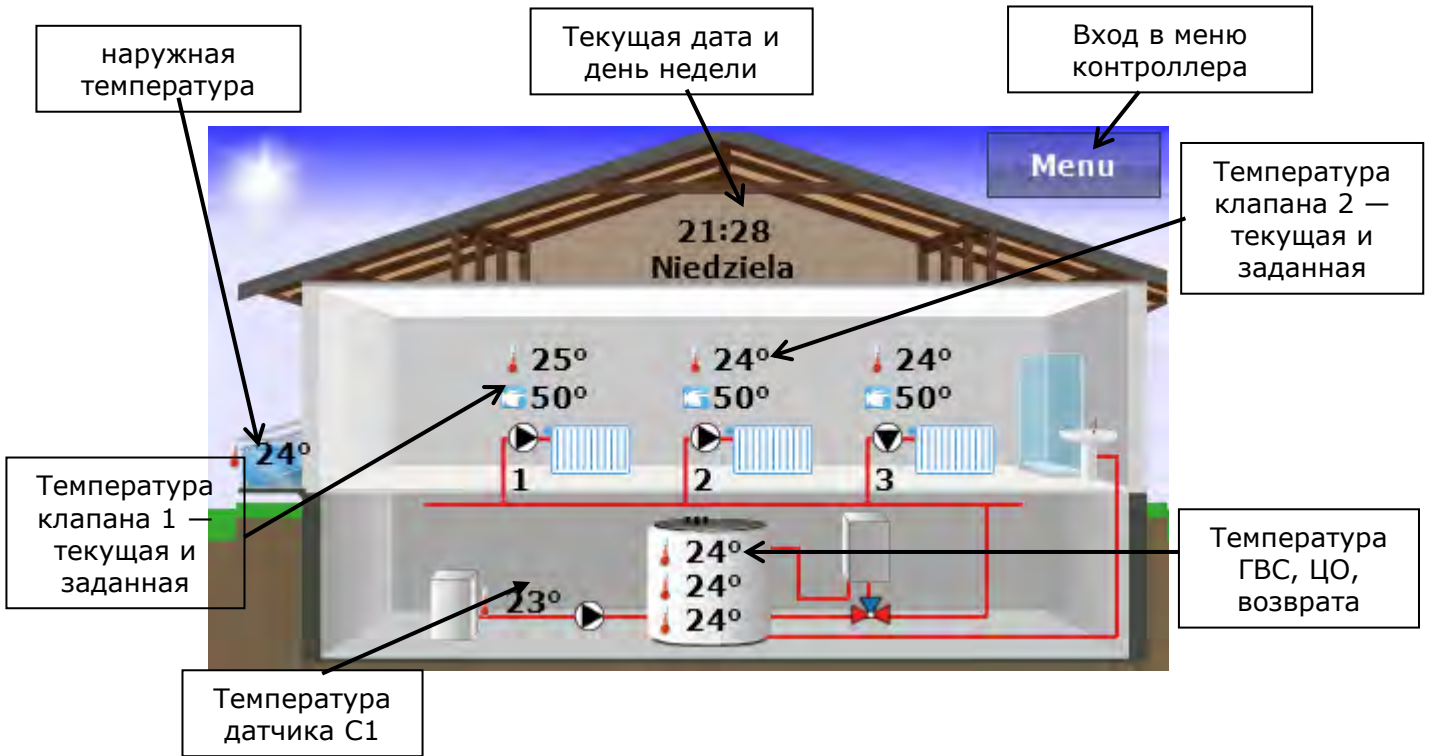 наружная
температура
Текущая дата и
день недели
Вход в меню
контроллера
Menu
Температура
клапана 2 —
текущая и
заданная
21:28
Niedziela
25° 24° 24°
50° 50° 50°
24°
1 2 3
Температура
клапана 1 —
текущая и
заданная
24°
24°
24°
23°
Температура
ГВС, ЦО,
возврата
Температура
датчика С1